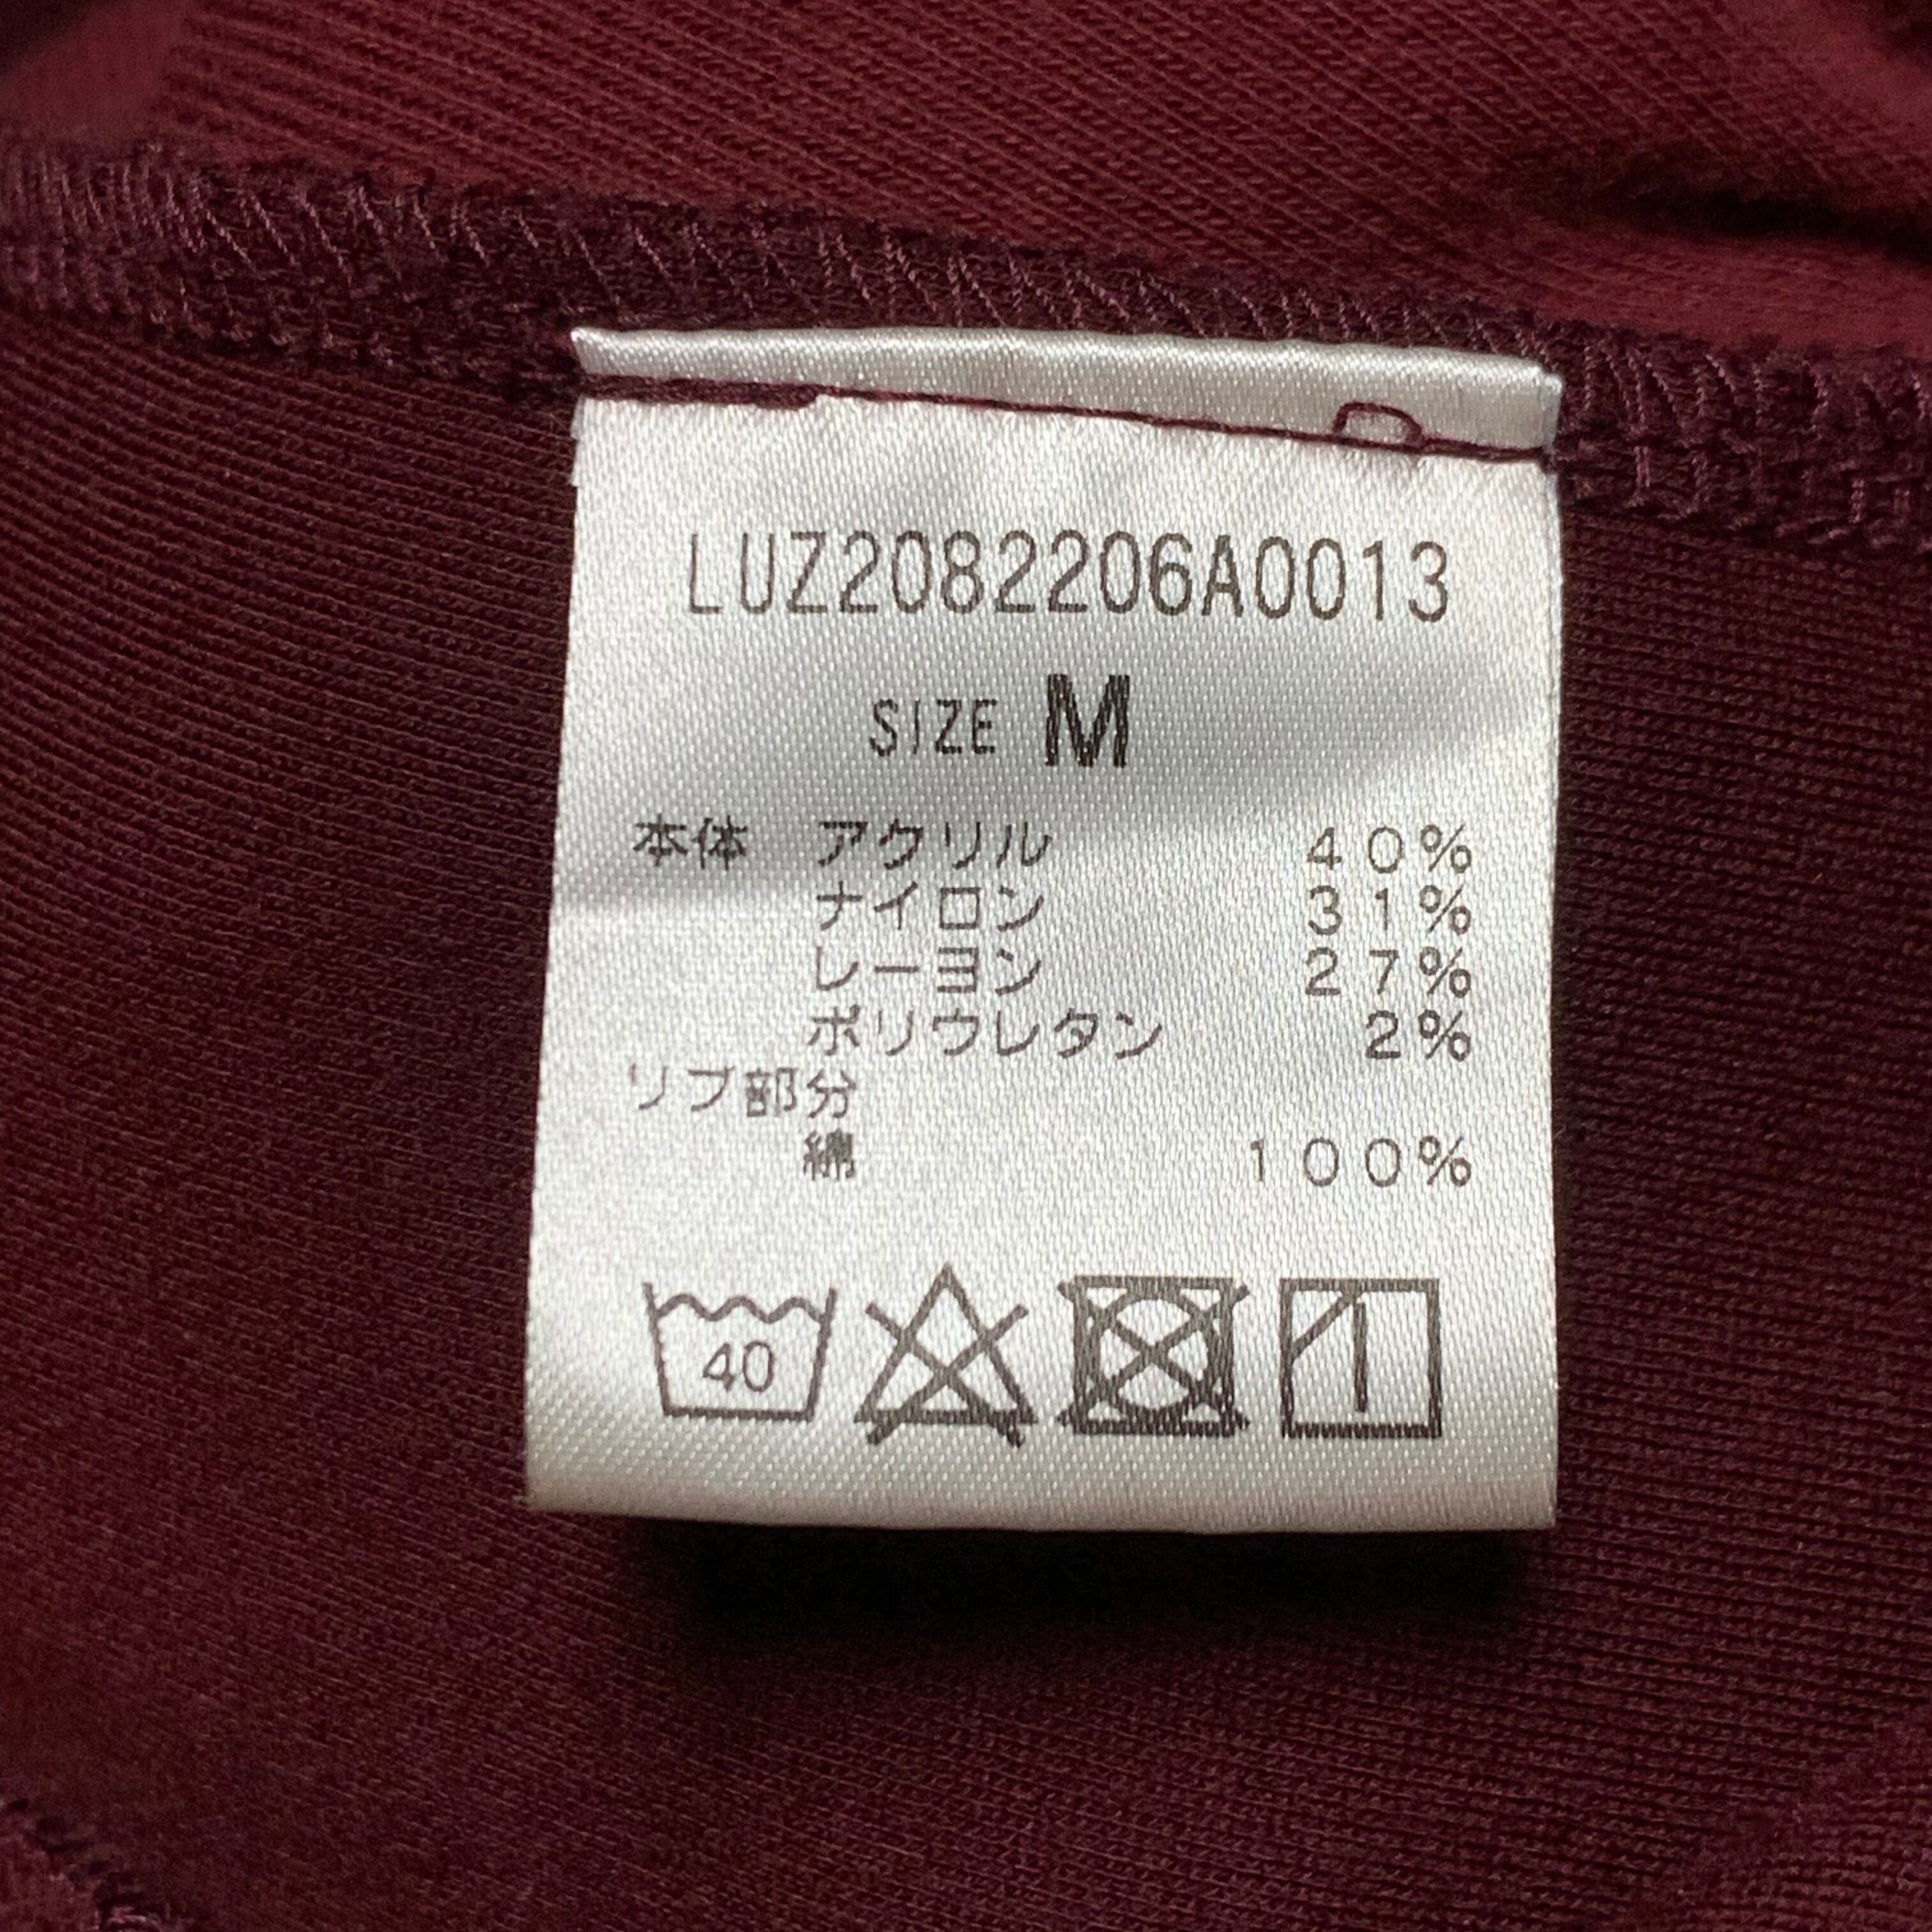 LUZ2082206A0013
SIZE M
本体 アクリル 40%
ナイロン 31%
レーヨン 27%
ポリウレタン 2%
リブ部分
綿 100%
40